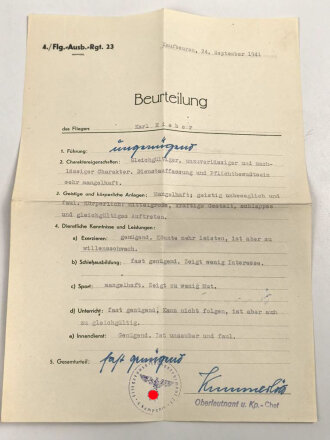 4./Flg.-Ausb.-Rgt. 23
Kaufbeuren, 24. September 1941
Beurteilung
des Fliegers Karl
1. Führung: ungenügend
2. Charaktereigenschaften: Gleichgültiger, unzuverlässiger und nach-
lässiger Charakter. Dienstauffassung und Pflichtbewußtsein
sehr mangelhaft.
3. Geistige und körperliche Anlagen: Mangelhaft; geistig unbeweglich und
faul. Körperlich: mittelgroße, kräftige Gestalt, schlappes
und gleichgültiges Auftreten.
4. Dienstliche Kenntnisse und Leistungen:
a) Exerzieren: genügend. Könnte mehr leisten, ist aber zu
willensschwach.
b) Schießausbildung: fast genügend. Zeigt wenig Interesse.
c) Sport: mangelhaft. Zeigt zu wenig Mut.
d) Unterricht: fast genügend. Kann nicht folgen, ist aber auch
zu gleichgültig.
e) Innendienst: Genügend. Ist unsauber und faul.
5. Gesamturteil: fast genügend
Oberleutnant u. Kp.-Chef